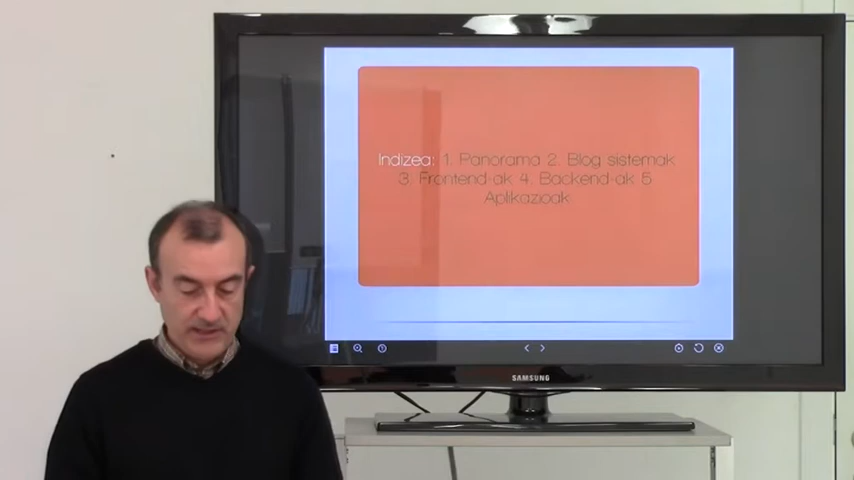 Indizea: 1. Panorama 2. Blog sistemak
3. Frontend-ak 4. Backend-ak 5
Aplikazioak
SAMSUNG